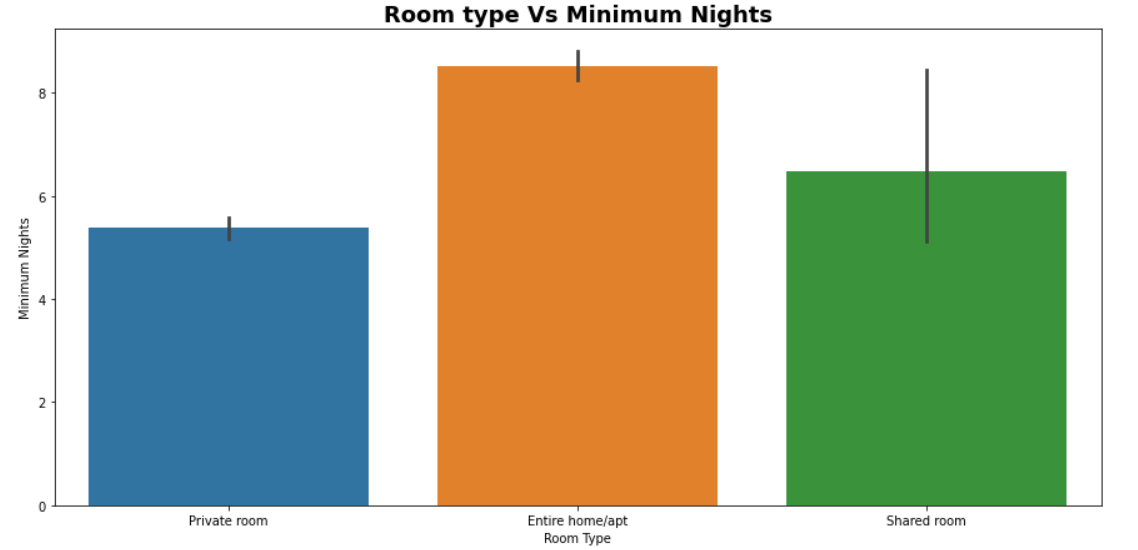 Room type Vs Minimum Nights
Minimum Nights
8
6
4
2
0
Private room
Entire home/apt
Shared room
Room Type